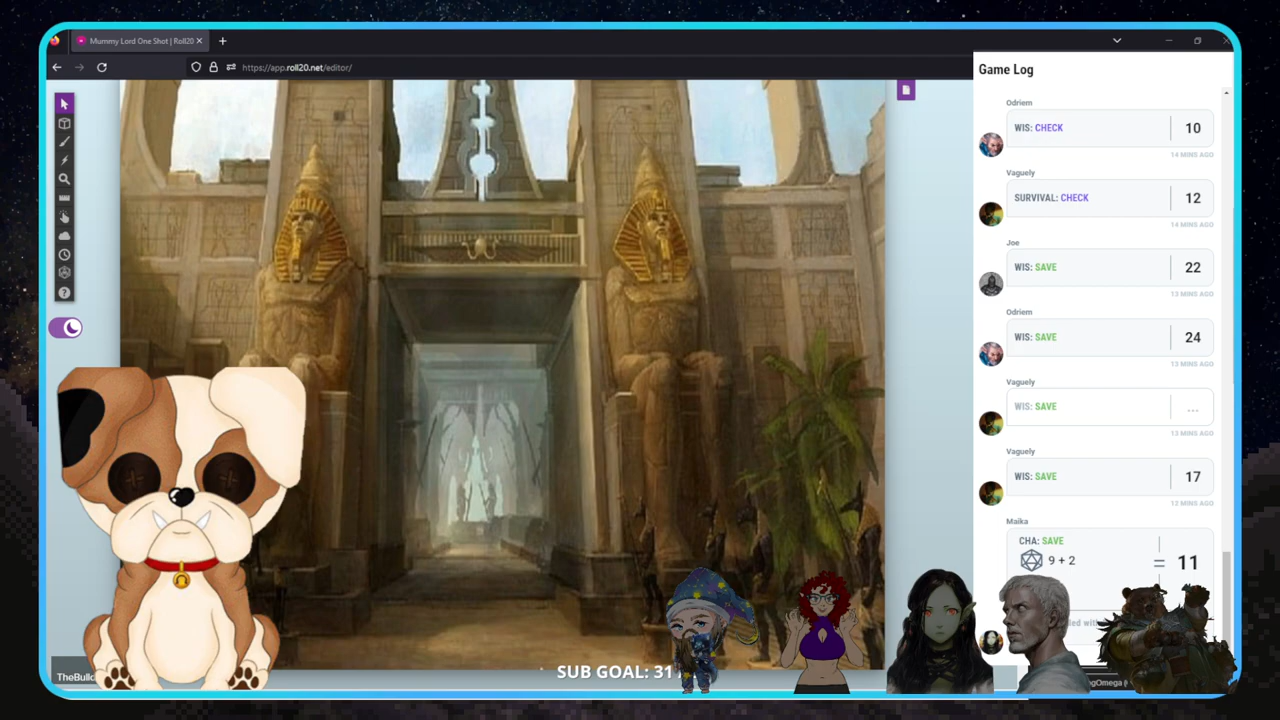 Mummy Lord One Shot | Roll20
https://app.roll20.net/editor/
Game Log
Odriem
WIS: CHECK
10
14 MINS AGO
Vaguely
SURVIVAL: CHECK
12
14 MINS AGO
Joe
WIS: SAVE
22
13 MINS AGO
Odriem
WIS: SAVE
24
13 MINS AGO
Vaguely
WIS: SAVE
...
13 MINS AGO
Vaguely
WIS: SAVE
17
12 MINS AGO
Maika
CHA: SAVE
9 + 2
= 11
SUB GOAL: 31
TheBuild